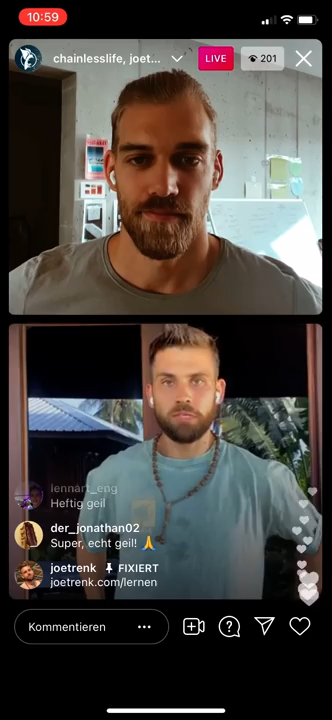 10:59
chainlesslife, joet...
LIVE
201
lennart_eng
Heftig geil
der_jonathan02
Super, echt geil! 🙏
joetrenk FIXIERT
joetrenk.com/lernen
Kommentieren